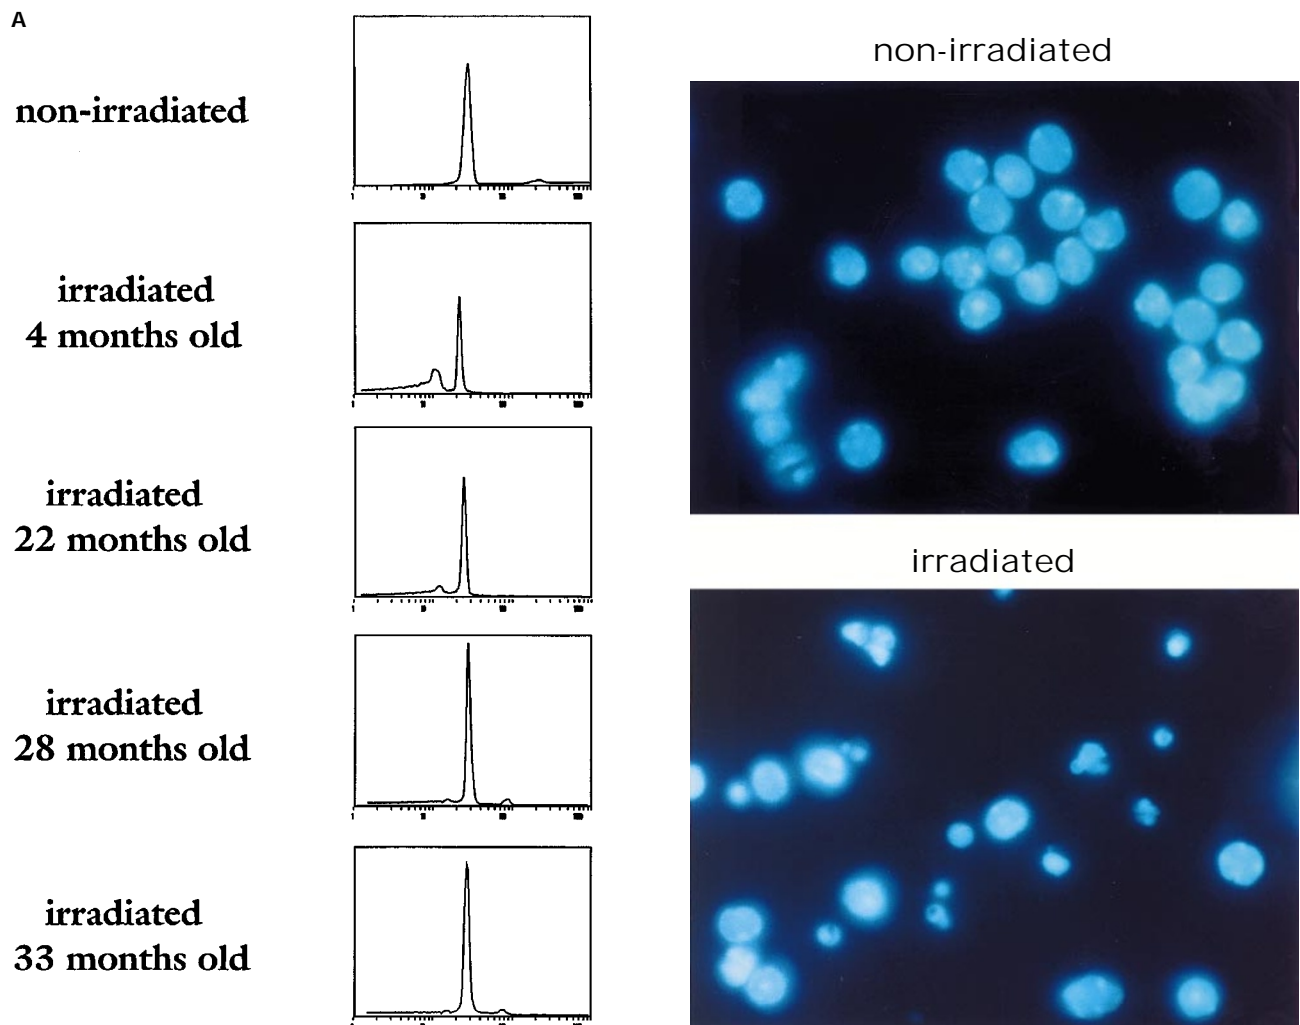 A
non-irradiated
irradiated
4 months old
irradiated
22 months old
irradiated
28 months old
irradiated
33 months old
non-irradiated
irradiated